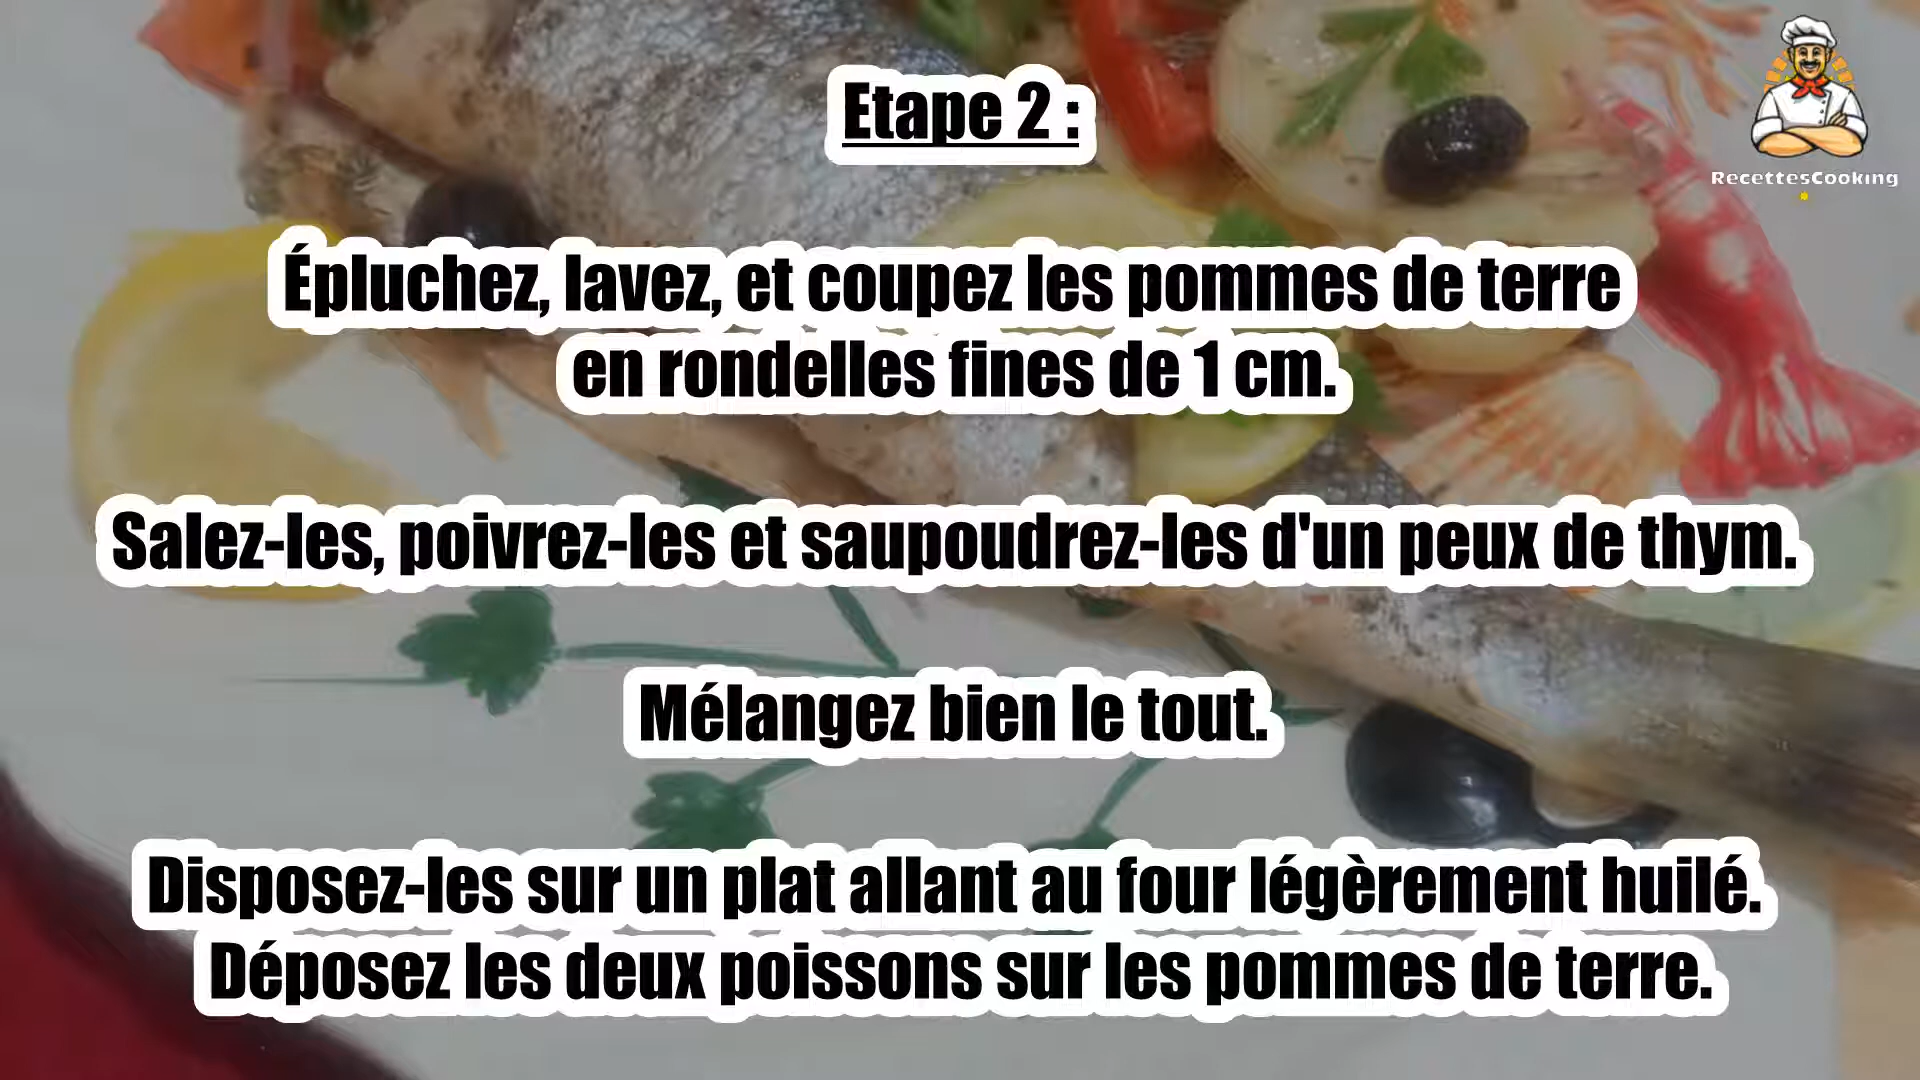 Etape 2 :
RecettesCooking
Épluchez, lavez, et coupez les pommes de terre
en rondelles fines de 1 cm.
Salez-les, poivrez-les et saupoudrez-les d'un peux de thym.
Mélangez bien le tout.
Disposez-les sur un plat allant au four légèrement huilé.
Déposez les deux poissons sur les pommes de terre.